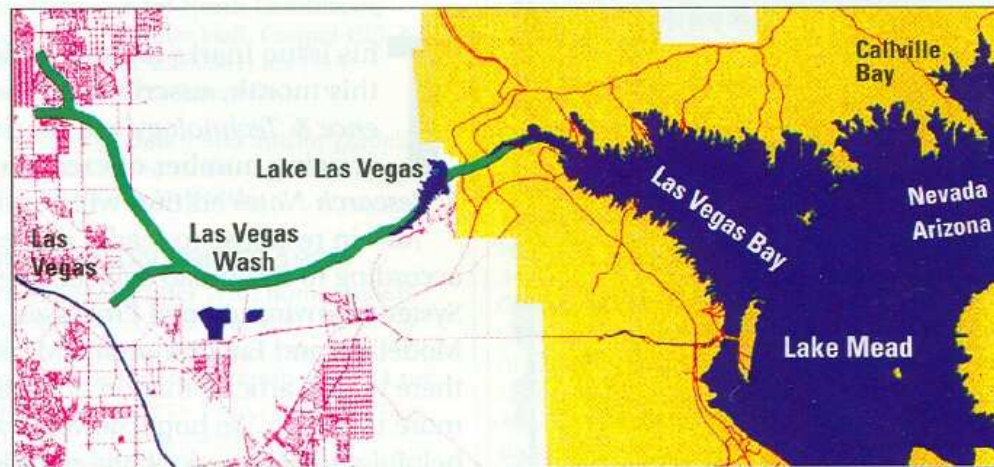 Callville
Bay
Lake Las Vegas
Las Vegas Bay
Nevada
Arizona
Las
Vegas
Las Vegas
Wash
Lake Mead